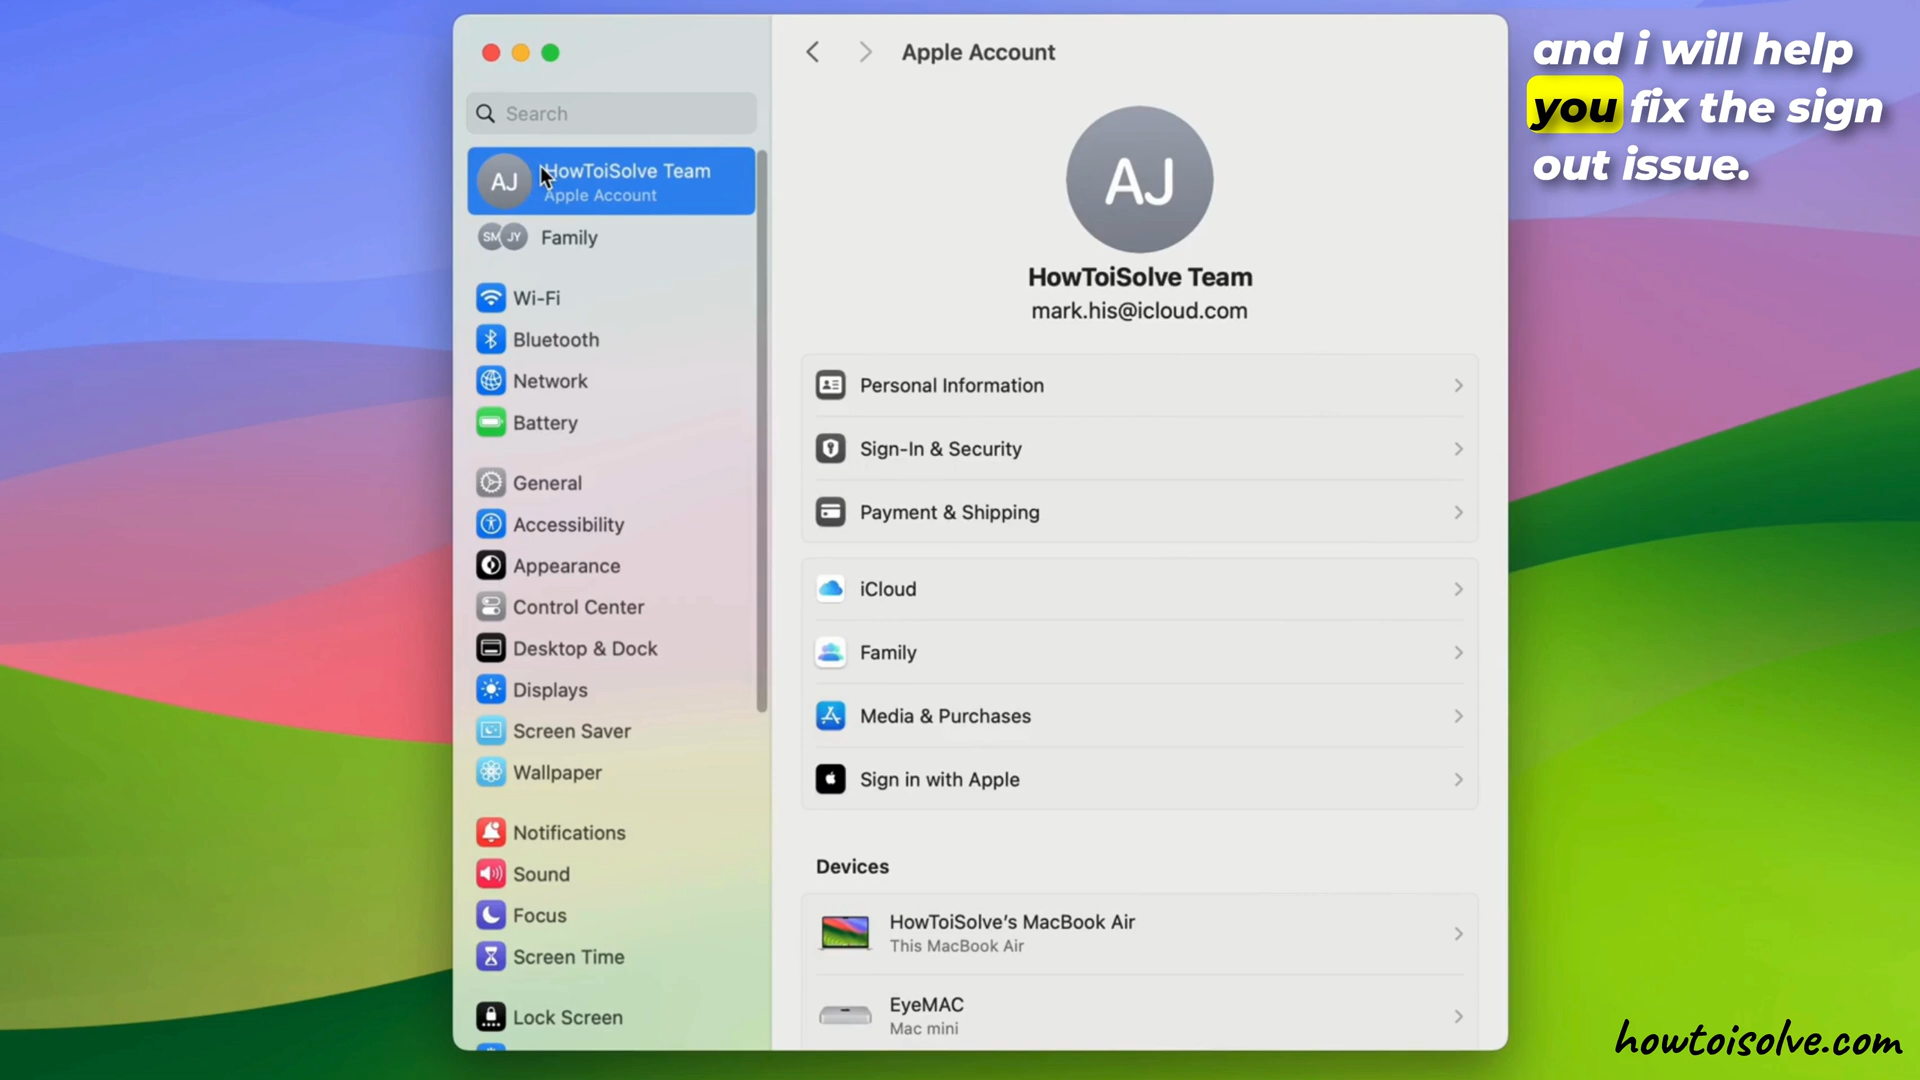 Search
AJ
HowToiSolve Team
Apple Account
SM JY
Family
Wi-Fi
Bluetooth
Network
Battery
General
Accessibility
Appearance
Control Center
Desktop & Dock
Displays
Screen Saver
Wallpaper
Notifications
Sound
Focus
Screen Time
Lock Screen
Apple Account
AJ
HowToiSolve Team
mark.his@icloud.com
Personal Information
Sign-In & Security
Payment & Shipping
iCloud
Family
Media & Purchases
Sign in with Apple
Devices
HowToiSolve's MacBook Air
This MacBook Air
EyeMAC
Mac mini
and i will help
you fix the sign
out issue.
howtoisolve.com